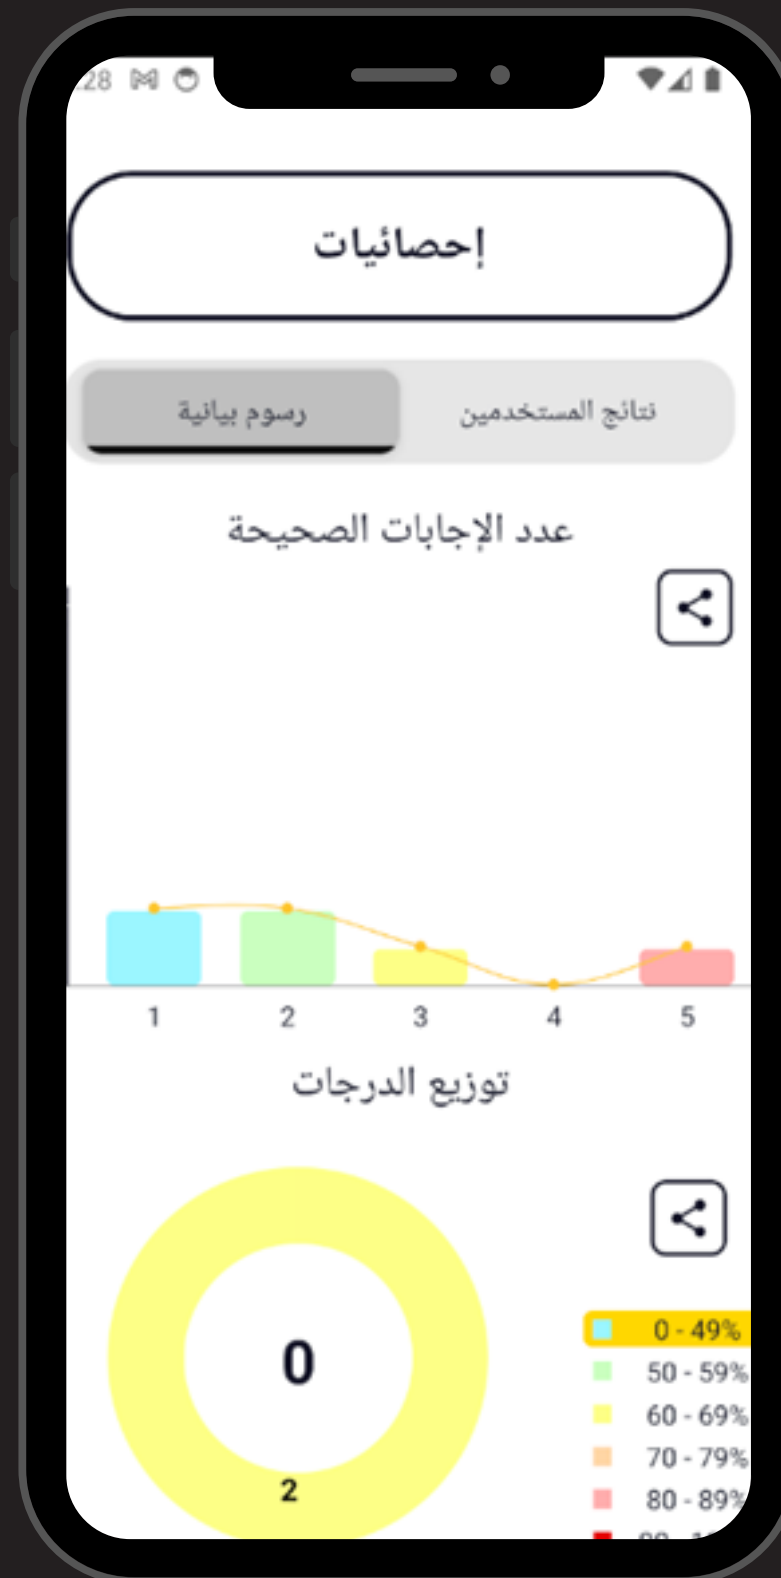 28
إحصائيات
نتائج المستخدمين رسوم بيانية
عدد الإجابات الصحيحة
1 2 3 4 5
توزيع الدرجات
0
2
0 - 49%
50 - 59%
60 - 69%
70 - 79%
80 - 89%